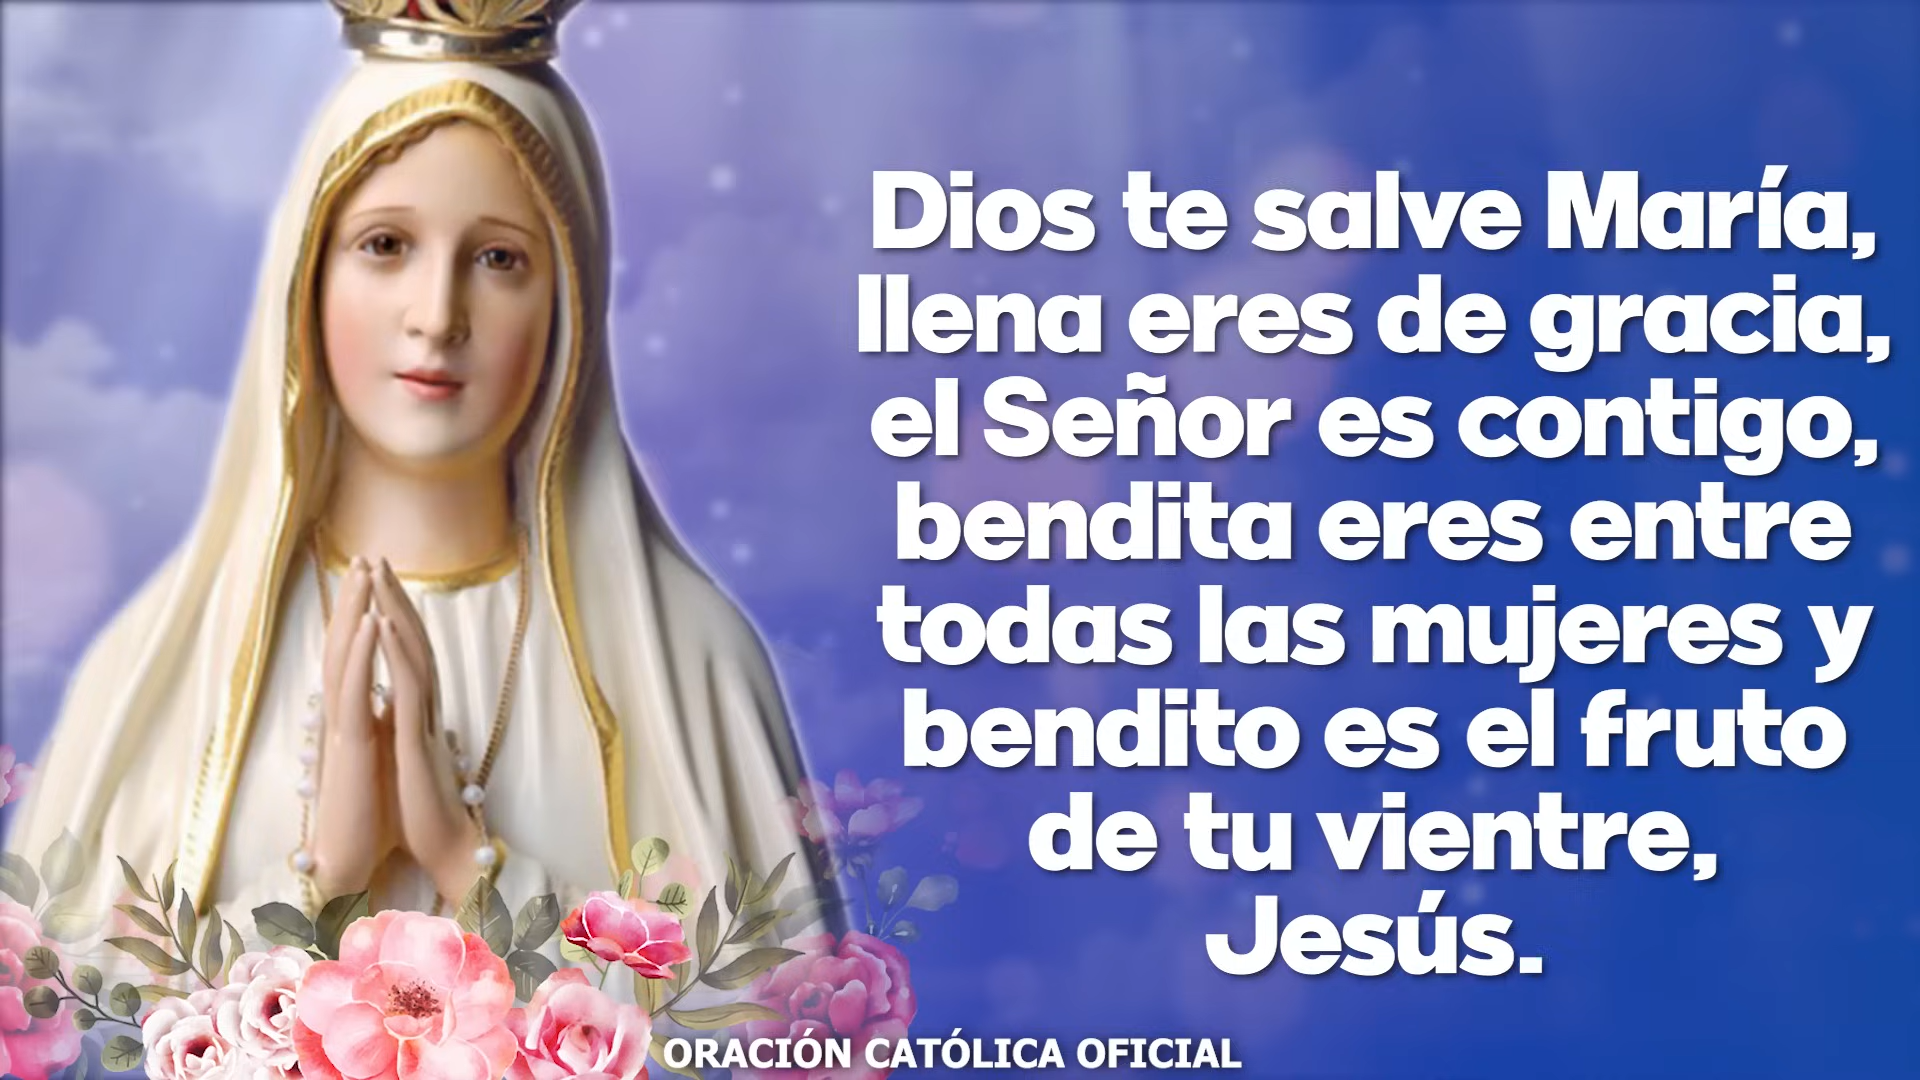 Dios te salve María,
llena eres de gracia,
el Señor es contigo,
bendita eres entre
todas las mujeres y
bendito es el fruto
de tu vientre,
Jesús.
ORACIÓN CATÓLICA OFICIAL